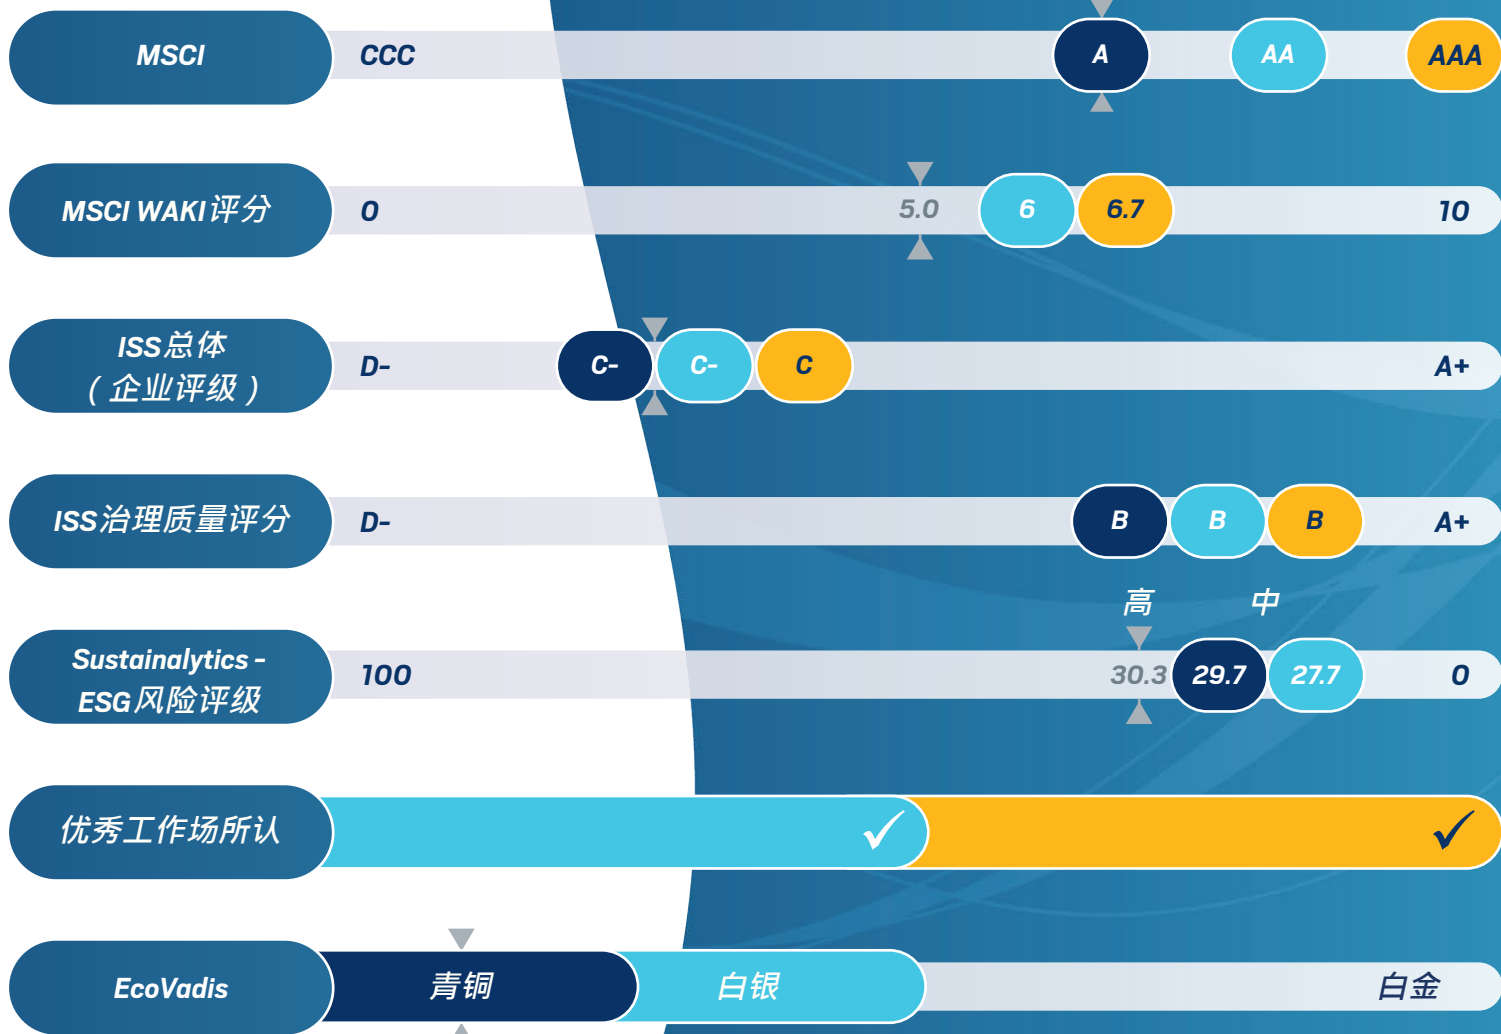 MSCI CCC A AA AAA
MSCI WAKI评分 0 5.0 6 6.7 10
ISS总体
（企业评级） D- C- C- C A+
ISS治理质量评分 D- B B B A+
高 中
Sustainalytics -
ESG风险评级 100 30.3 29.7 27.7 0
优秀工作场所认
EcoVadis 青铜 白银 白金